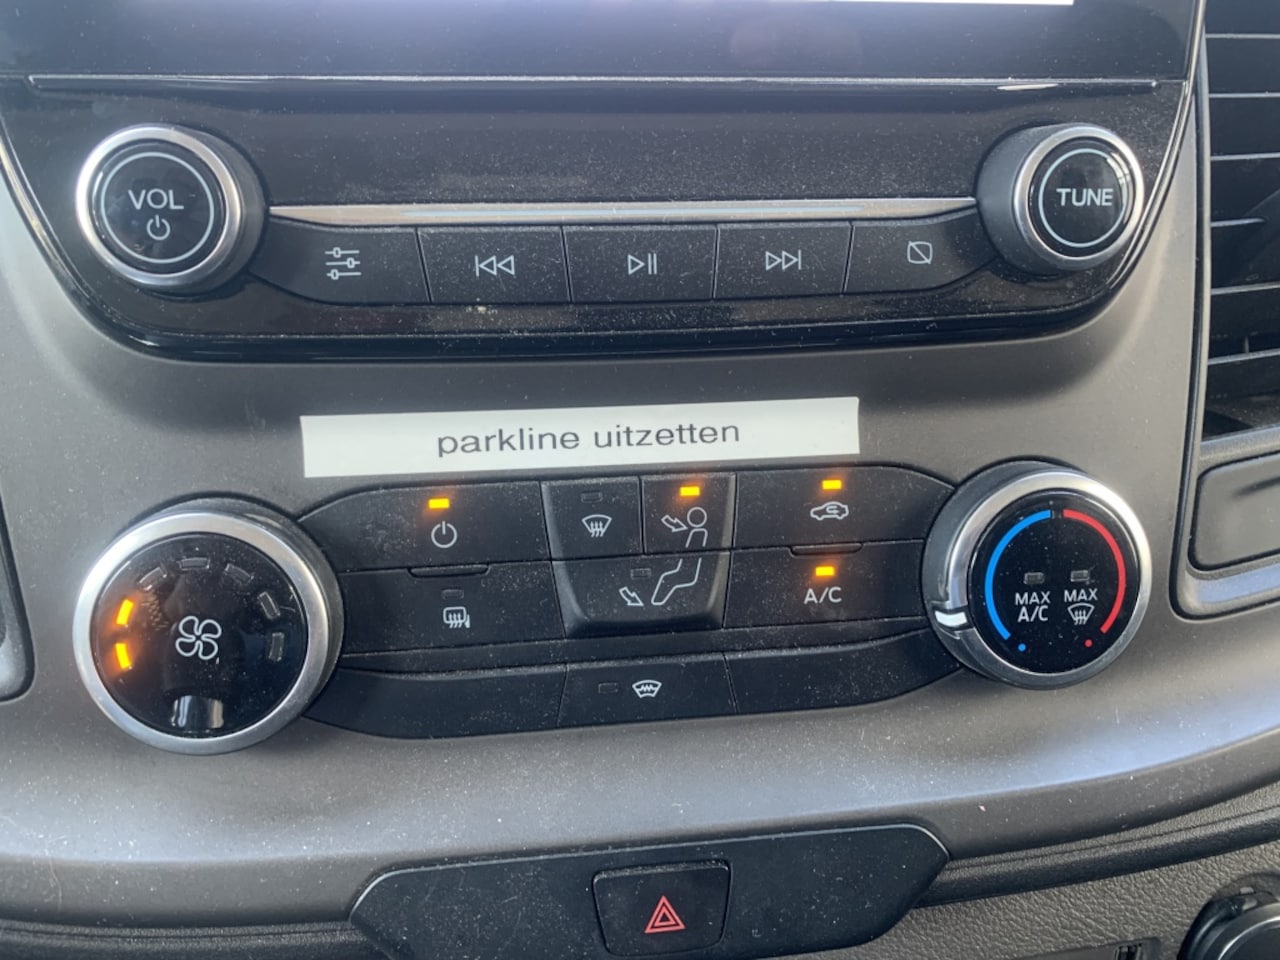 VOL
TUNE
parkline uitzetten
A/C
MAX
A/C
MAX